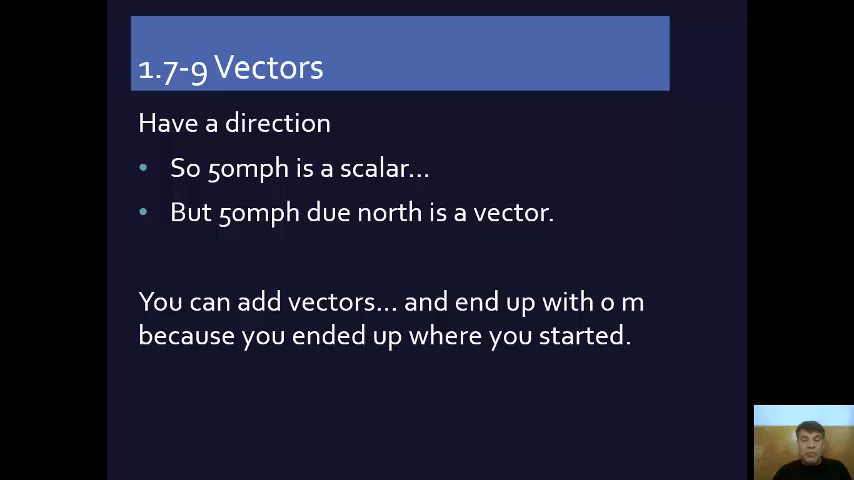 1.7-9 Vectors
Have a direction
• So 50mph is a scalar...
• But 50mph due north is a vector.
You can add vectors... and end up with 0 m
because you ended up where you started.